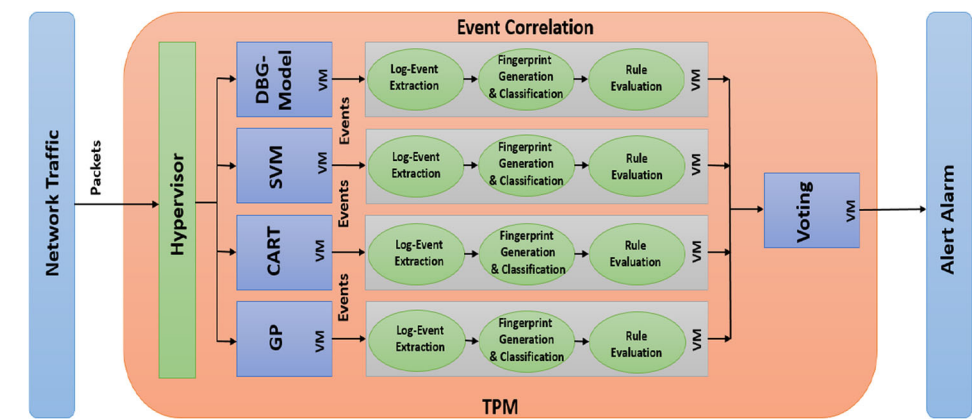 Event Correlation
Network Traffic
Packets
Hypervisor
DBG-
Model
VM
Log-Event
Extraction
Fingerprint
Generation
& Classification
Rule
Evaluation
VM
Events
SVM
VM
Log-Event
Extraction
Fingerprint
Generation
& Classification
Rule
Evaluation
VM
Events
CART
VM
Log-Event
Extraction
Fingerprint
Generation
& Classification
Rule
Evaluation
VM
Events
GP
VM
Log-Event
Extraction
Fingerprint
Generation
& Classification
Rule
Evaluation
VM
Voting
VM
Alert Alarm
TPM